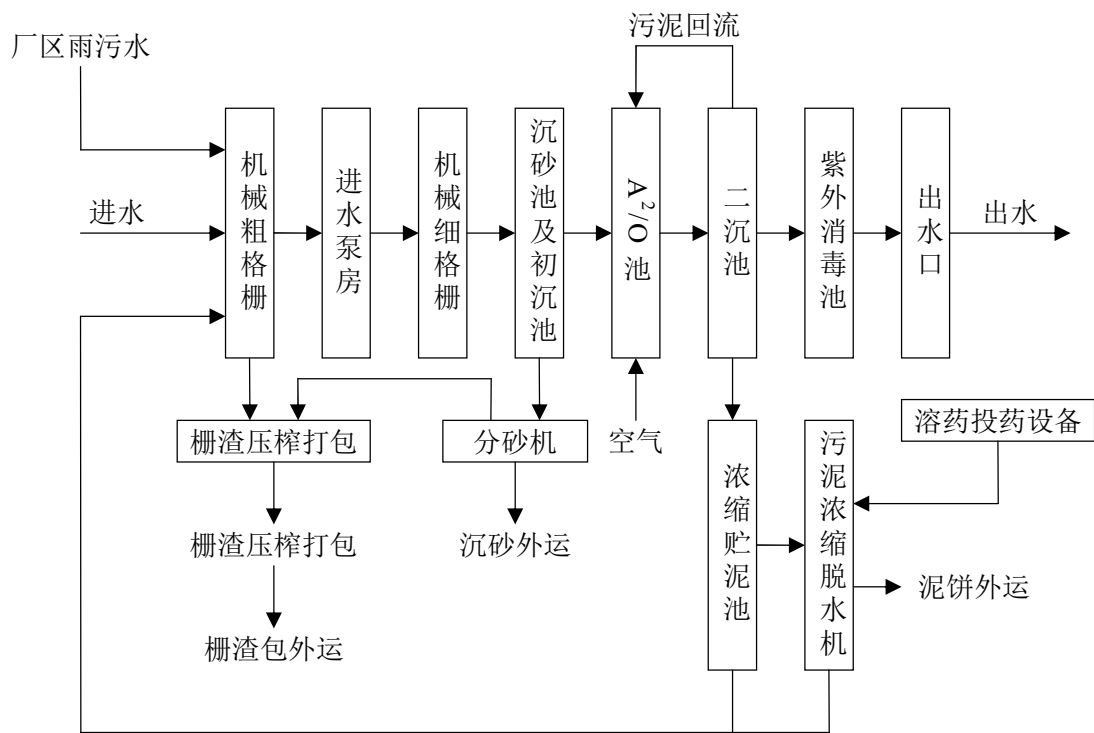 污泥回流
厂区雨污水
进水
机械粗格栅
进水泵房
机械细格栅
沉砂池及初沉池
A²/O池
二沉池
紫外消毒池
出水口
出水
栅渣压榨打包
分砂机
空气
溶药投药设备
浓缩贮泥池
污泥浓缩脱水机
栅渣压榨打包
沉砂外运
泥饼外运
栅渣包外运